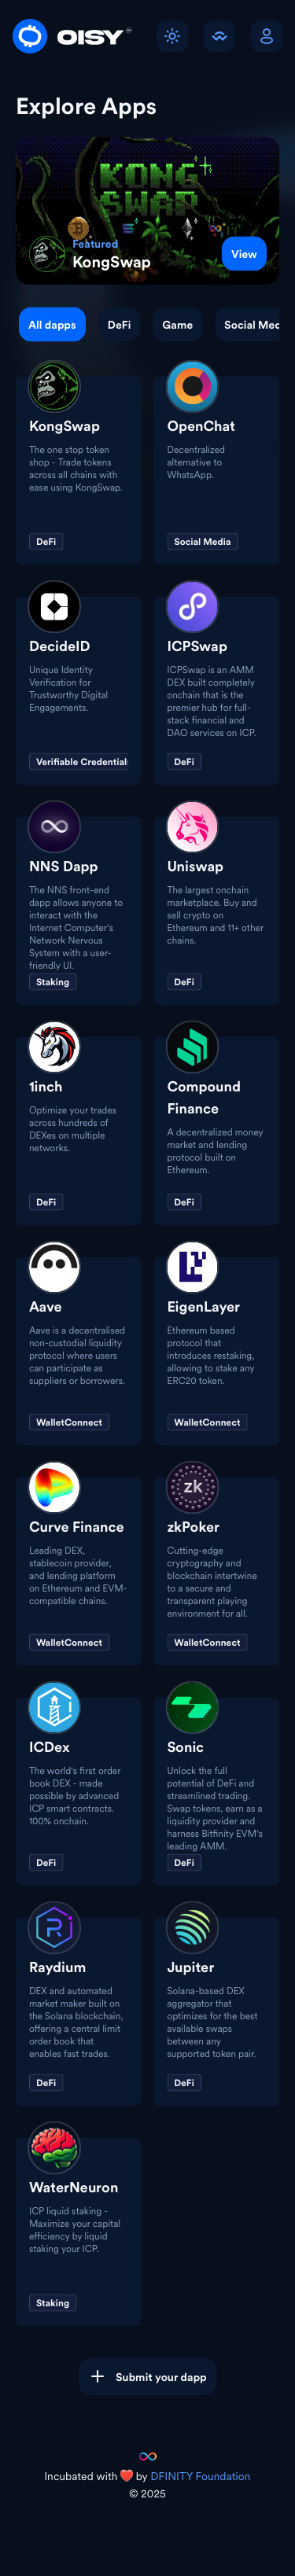 OISY
Explore Apps
KONG
SWAP
Featured
KongSwap
View
All dapps
DeFi
Game
Social Med
KongSwap
The one stop token
shop - Trade tokens
across all chains with
ease using KongSwap.
DeFi
OpenChat
Decentralized
alternative to
WhatsApp.
Social Media
DecideID
Unique Identity
Verification for
Trustworthy Digital
Engagements.
Verifiable Credentials
ICPSwap
ICPSwap is an AMM
DEX built completely
onchain that is the
premier hub for full-
stack financial and
DAO services on ICP.
DeFi
NNS Dapp
The NNS front-end
dapp allows anyone to
interact with the
Internet Computer's
Network Nervous
System with a user-
friendly UI.
Staking
Uniswap
The largest onchain
marketplace. Buy and
sell crypto on
Ethereum and 11+ other
chains.
DeFi
1inch
Optimize your trades
across hundreds of
DEXes on multiple
networks.
DeFi
Compound
Finance
A decentralized money
market and lending
protocol built on
Ethereum.
DeFi
Aave
Aave is a decentralised
non-custodial liquidity
protocol where users
can participate as
suppliers or borrowers.
WalletConnect
EigenLayer
Ethereum based
protocol that
introduces restaking,
allowing to stake any
ERC20 token.
WalletConnect
Curve Finance
Leading DEX,
stablecoin provider,
and lending platform
on Ethereum and EVM-
compatible chains.
WalletConnect
zk
zkPoker
Cutting-edge
cryptography and
blockchain intertwine
to a secure and
transparent playing
environment for all.
WalletConnect
ICDex
The world's first order
book DEX - made
possible by advanced
ICP smart contracts.
100% onchain.
DeFi
Sonic
Unlock the full
potential of DeFi and
streamlined trading.
Swap tokens, earn as a
liquidity provider and
harness Bitfinity EVM's
leading AMM.
DeFi
Raydium
DEX and automated
market maker built on
the Solana blockchain,
offering a central limit
order book that
enables fast trades.
DeFi
Jupiter
Solana-based DEX
aggregator that
optimizes for the best
available swaps
between any
supported token pair.
DeFi
WaterNeuron
ICP liquid staking -
Maximize your capital
efficiency by liquid
staking your ICP.
Staking
Submit your dapp
Incubated with ❤️ by DFINITY Foundation
© 2025